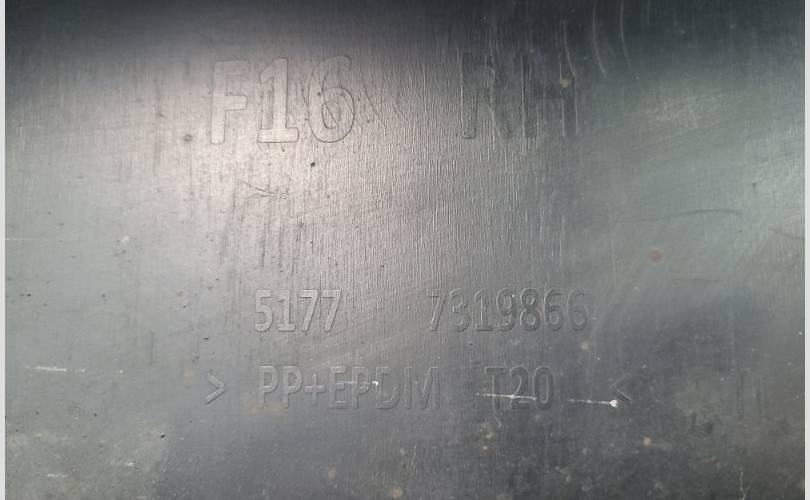 F16 RH
5177 7319866
> PP+EPDM T20 <